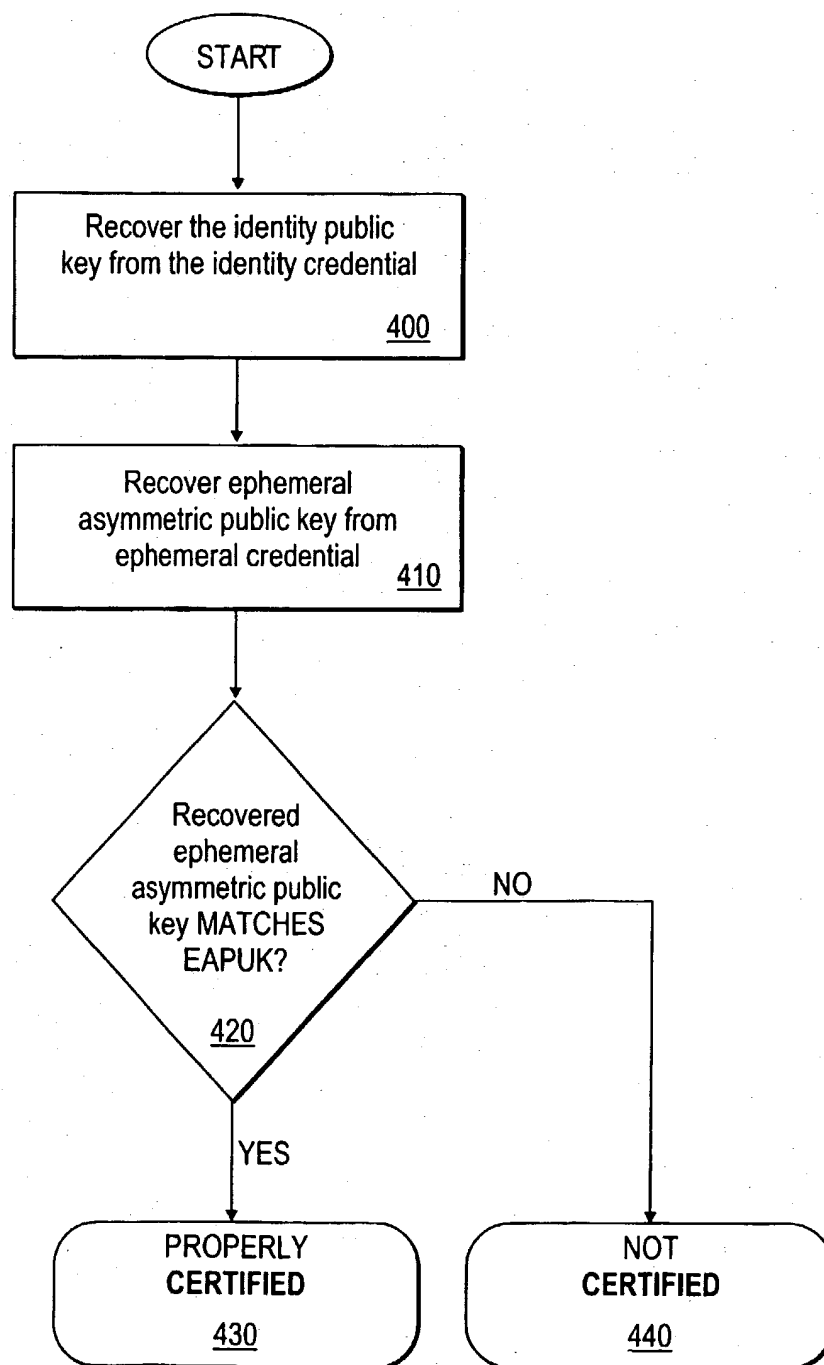 START
Recover the identity public
key from the identity credential
400
Recover ephemeral
asymmetric public key from
ephemeral credential
410
Recovered
ephemeral
asymmetric public
key MATCHES
EAPUK?
420
NO
YES
PROPERLY
CERTIFIED
430
NOT
CERTIFIED
440